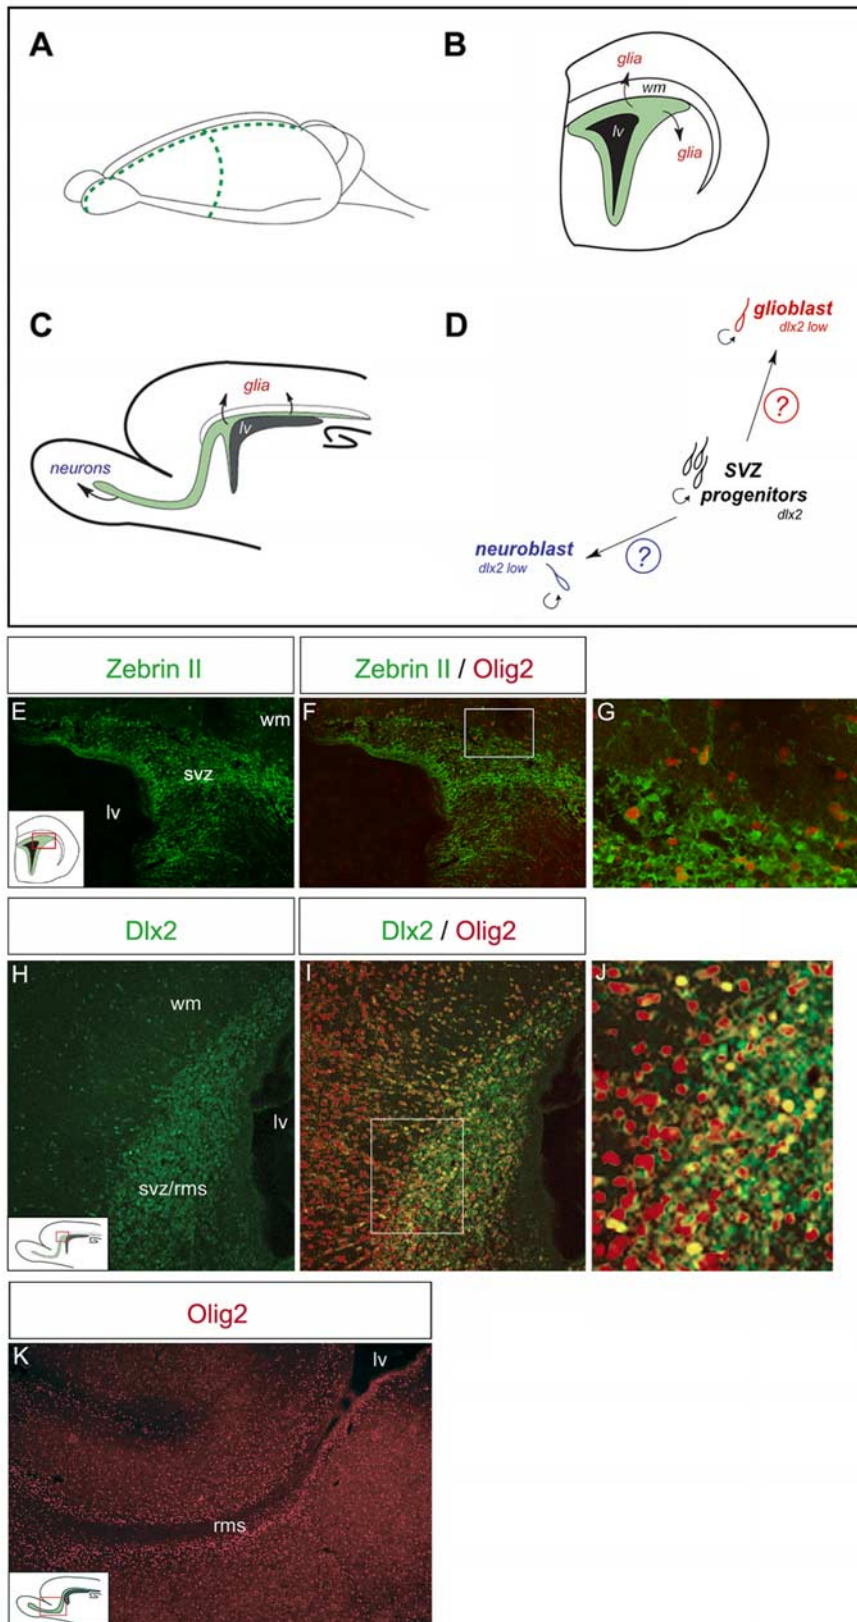 A
B
glia
wm
lv
glia
C
glia
lv
neurons
D
glioblast
dlx2 low
?
SVZ
progenitors
dlx2
neuroblast
dlx2 low
?
Zebrin II
Zebrin II / Olig2
E
wm
svz
lv
F
G
Dlx2
Dlx2 / Olig2
H
wm
lv
svz/rms
I
J
Olig2
K
lv
rms